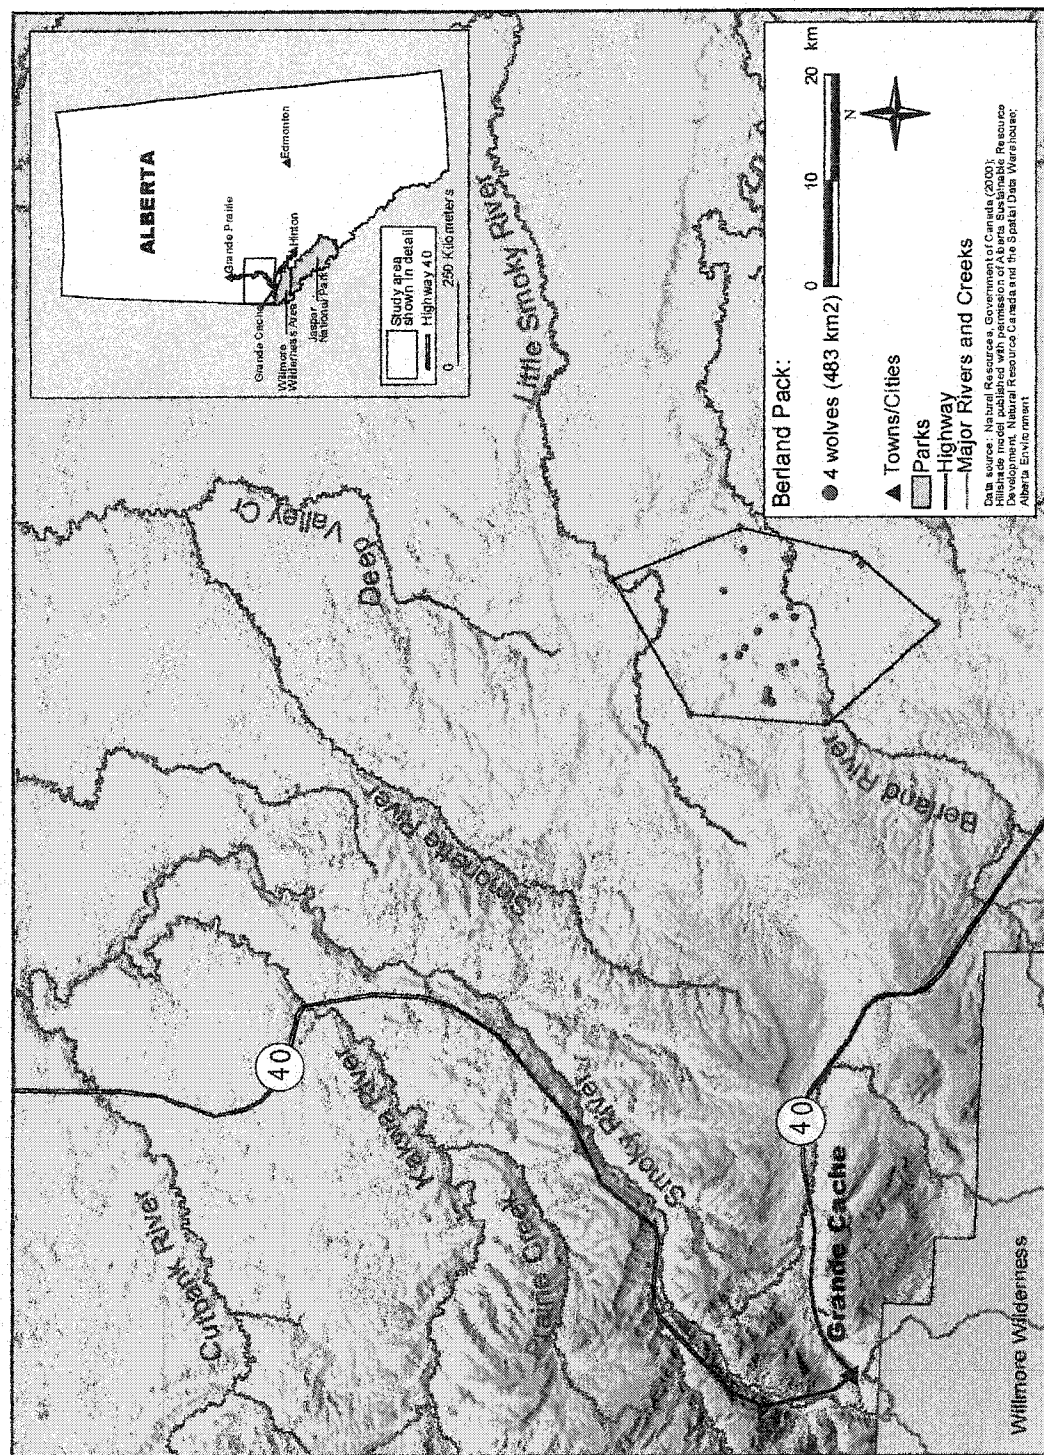 ALBERTA
Grande Prairie
Edmonton
Grande Cache
Hinton
Willmore
Wilderness Area
Jasper
National Park
Study area
shown in detail
Highway 40
0 250 Kilometers
Little Smoky River
Deep
Valley Cr
Simonette River
Cutbank River
Kakwa River
Prairie Creek
Smoky River
Berland River
40
40
Grande Cache
Willmore Wilderness
Berland Pack:
4 wolves (483 km2)
0 10 20 km
N
Towns/Cities
Parks
Highway
Major Rivers and Creeks
Data source: Natural Resources, Government of Canada (2000);
Hillshade model published with permission of Alberta Sustainable Resource
Development, Natural Resource Canada and the Spatial Data Warehouse;
Alberta Environment